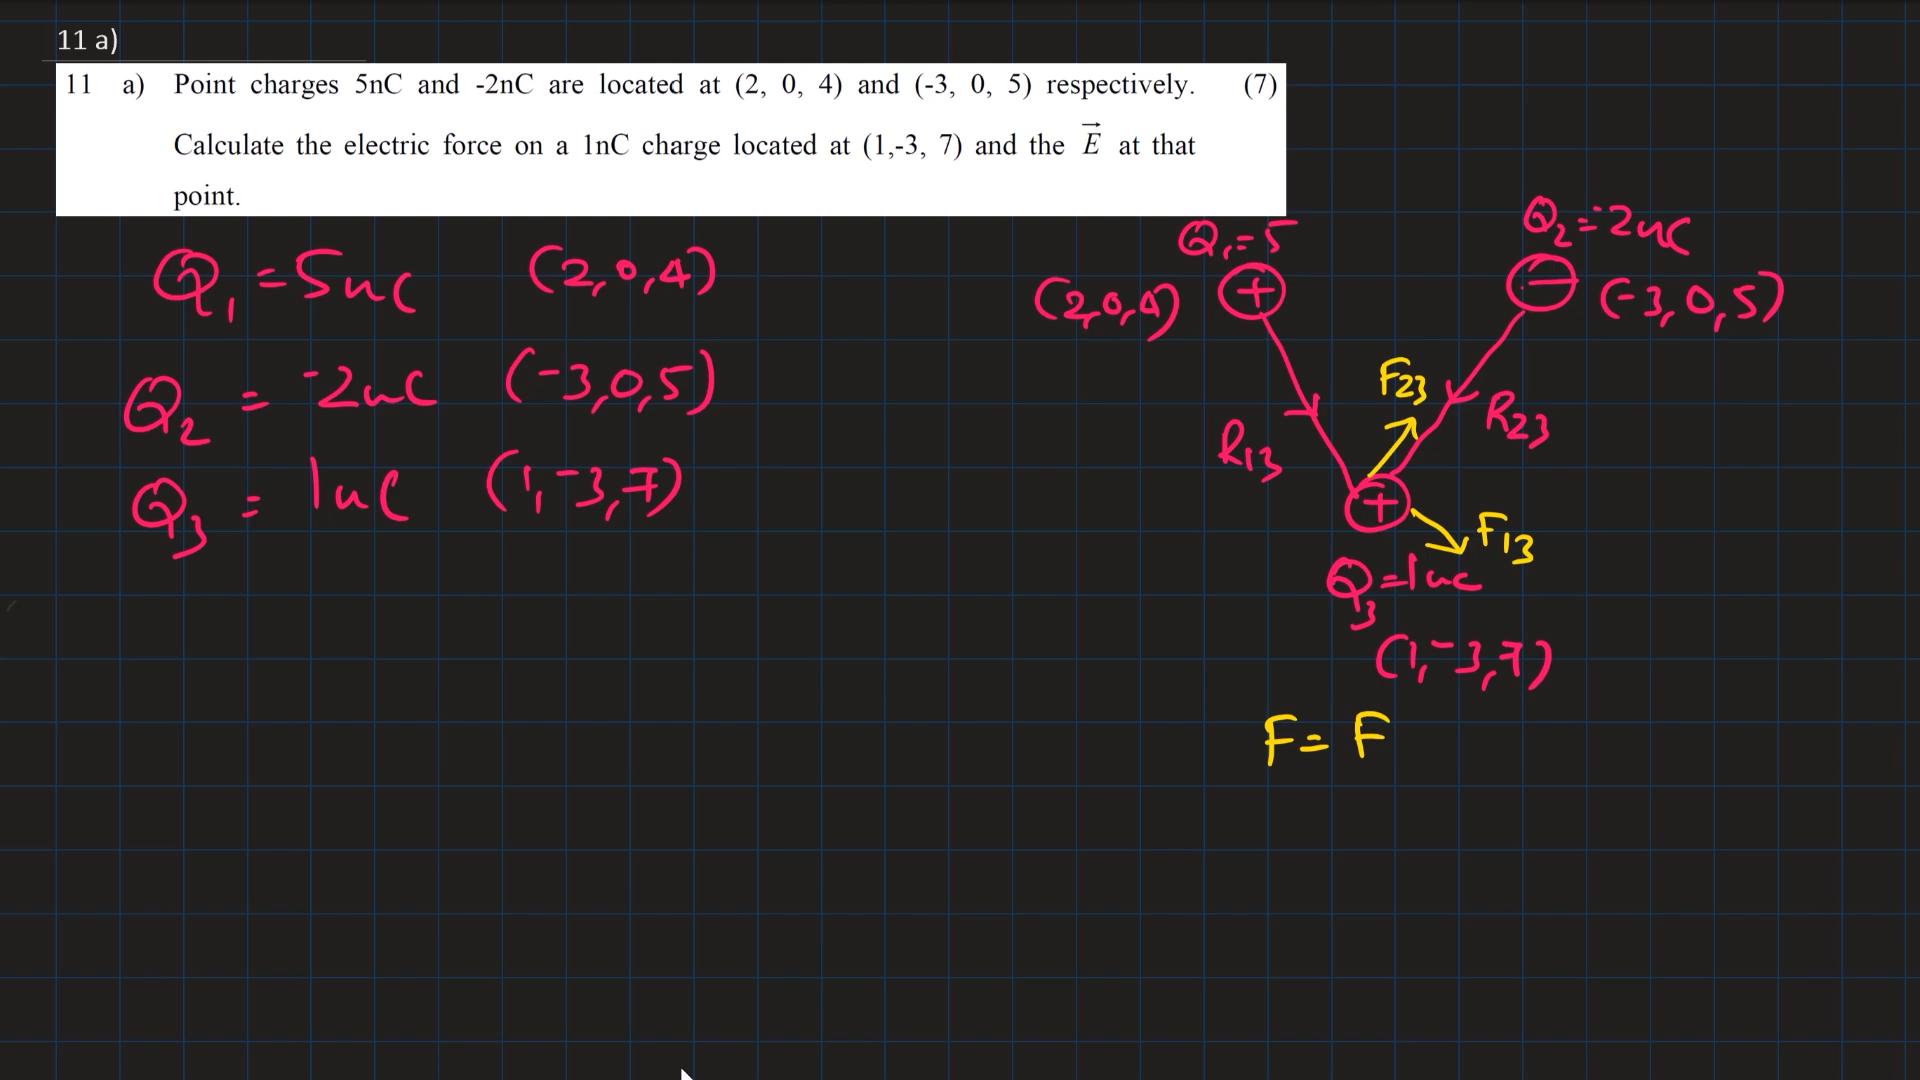 11 a)
11 a) Point charges 5nC and -2nC are located at (2, 0, 4) and (-3, 0, 5) respectively. (7)
Calculate the electric force on a 1nC charge located at (1,-3, 7) and the \vec{E} at that
point.
Q₁ = 5nC (2,0,4)
Q₂ = -2nC (-3,0,5)
Q₃ = 1nC (1,-3,7)
Q₁=5
Q₂=-2nC
(2,0,4) +
− (-3,0,5)
F₂₃
R₁₃
R₂₃
+
F₁₃
Q₃=1nC
(1,-3,7)
F= F